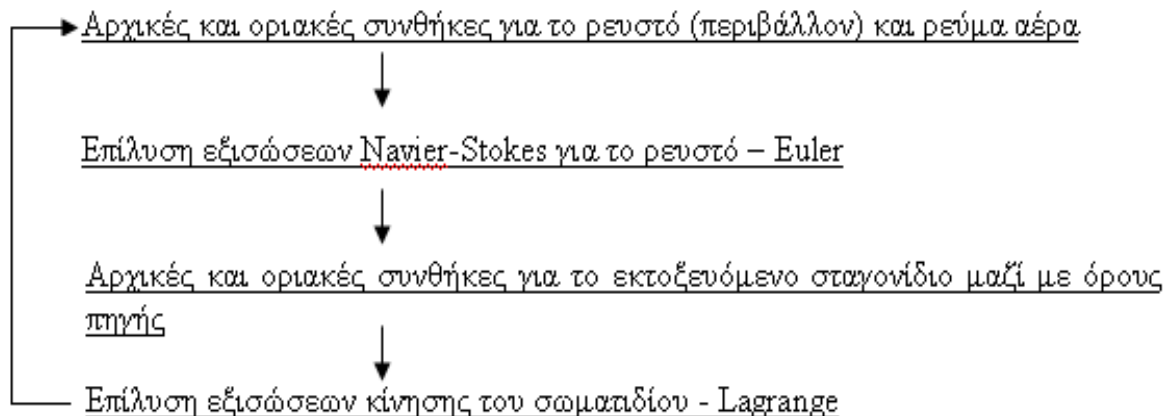 Αρχικές και οριακές συνθήκες για το ρευστό (περιβάλλον) και ρεύμα αέρα
Επίλυση εξισώσεων Navier-Stokes για το ρευστό – Euler
Αρχικές και οριακές συνθήκες για το εκτοξευόμενο σταγονίδιο μαζί με όρους
πηγής
Επίλυση εξισώσεων κίνησης του σωματιδίου - Lagrange